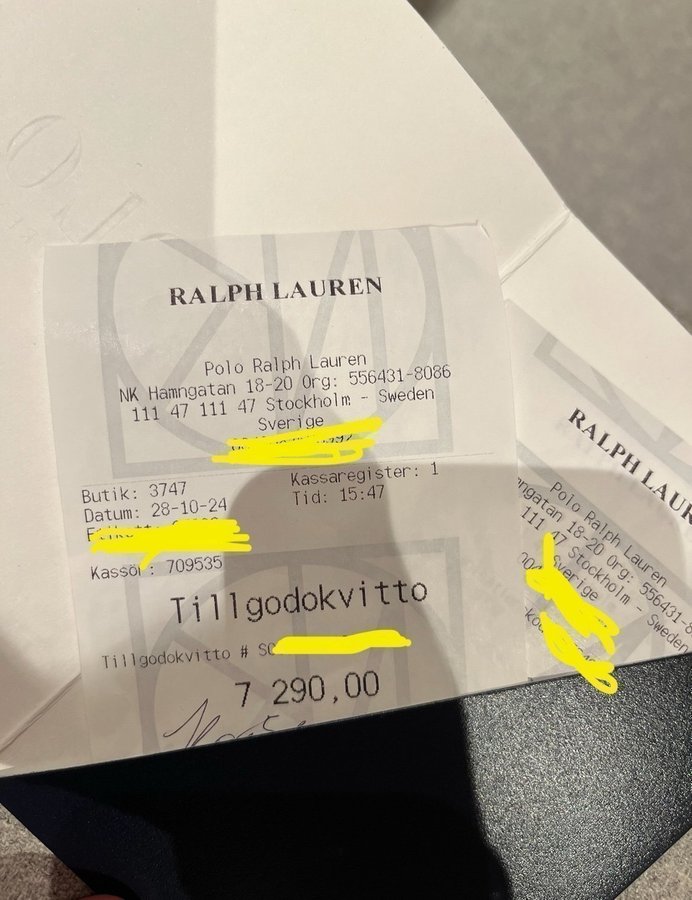 RALPH LAUREN
Polo Ralph Lauren
NK Hamngatan 18-20 Org: 556431-8086
111 47 111 47 Stockholm - Sweden
Sverige
Butik: 3747
Kassaregister: 1
Datum: 28-10-24
Tid: 15:47
Kassör: 709535
Tillgodokvitto
Tillgodokvitto # SC
7 290,00
RALPH LAUR
Polo Ralph Lauren
mngatan 18-20 Org: 556431-8
111 47 Stockholm - Sweden
Sverige